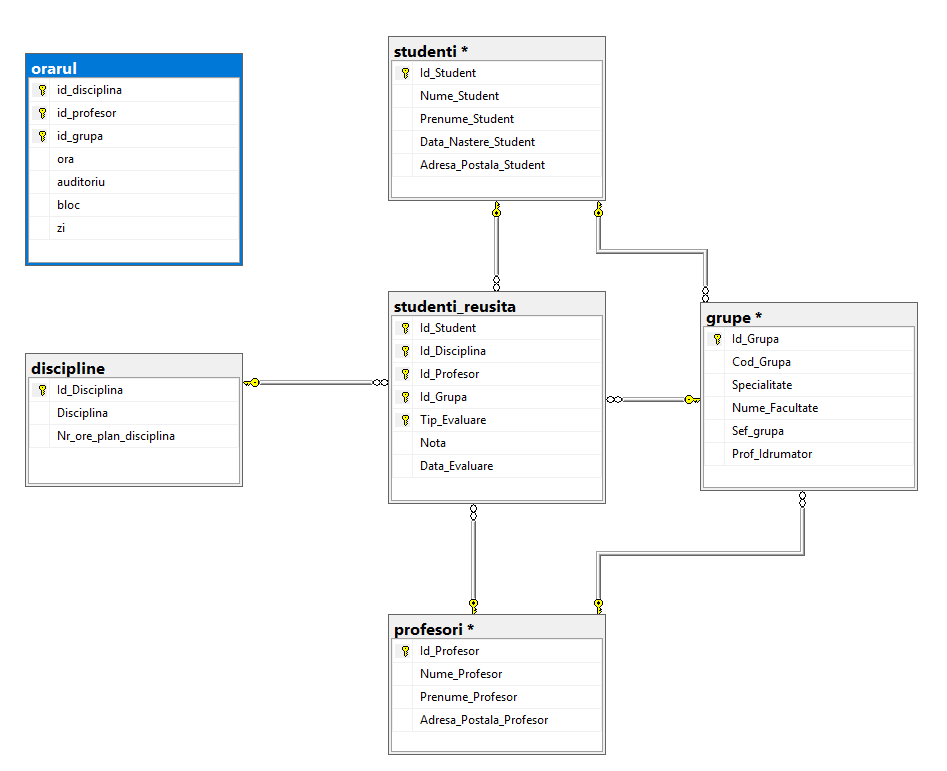 orarul
id_disciplina
id_profesor
id_grupa
ora
auditoriu
bloc
zi
studenti *
Id_Student
Nume_Student
Prenume_Student
Data_Nastere_Student
Adresa_Postala_Student
discipline
Id_Disciplina
Disciplina
Nr_ore_plan_disciplina
studenti_reusita
Id_Student
Id_Disciplina
Id_Profesor
Id_Grupa
Tip_Evaluare
Nota
Data_Evaluare
grupe *
Id_Grupa
Cod_Grupa
Specialitate
Nume_Facultate
Sef_grupa
Prof_Idrumator
profesori *
Id_Profesor
Nume_Profesor
Prenume_Profesor
Adresa_Postala_Profesor